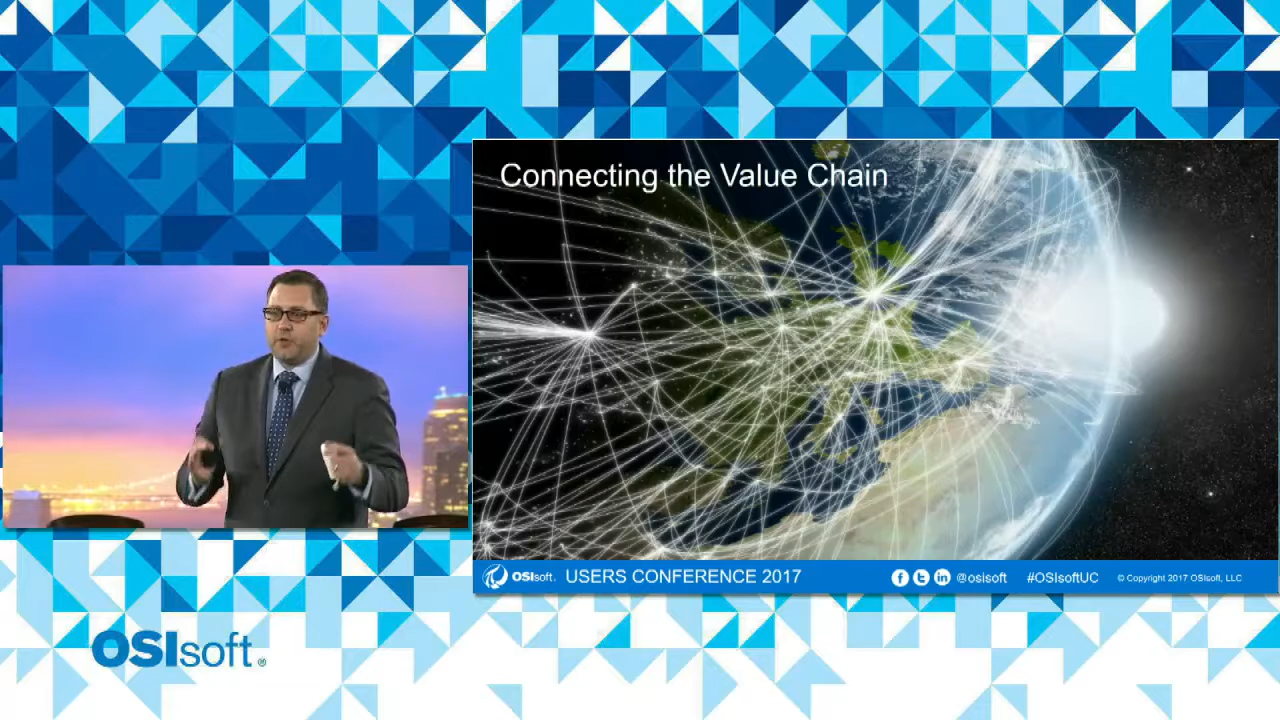 Connecting the Value Chain
OSIsoft. USERS CONFERENCE 2017
@osisoft
#OSIsoftUC
© Copyright 2017 OSIsoft, LLC
OSIsoft®